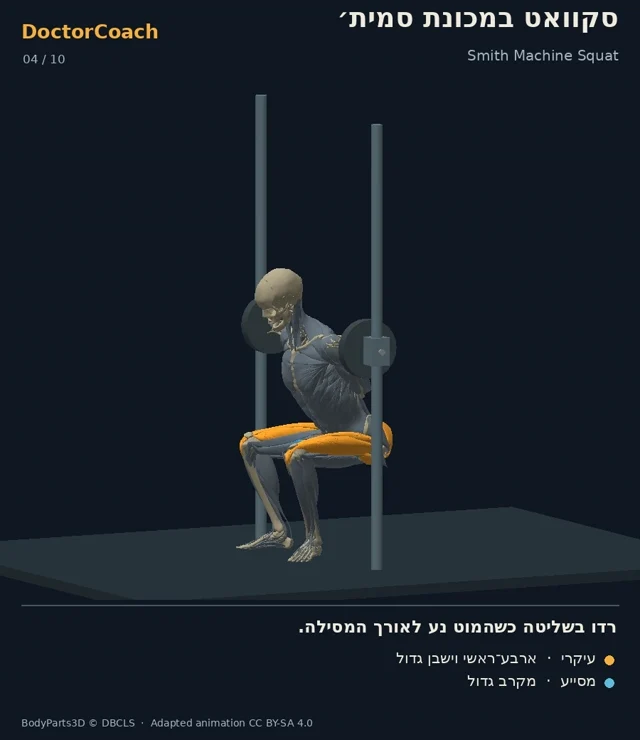 סקוואט במכונת סמית׳
DoctorCoach
Smith Machine Squat
04 / 10
רדו בשליטה כשהמוט נע לאורך המסילה.
עיקרי · ארבע־ראשי וישבן גדול
מסייע · מקרב גדול
BodyParts3D © DBCLS · Adapted animation CC BY-SA 4.0